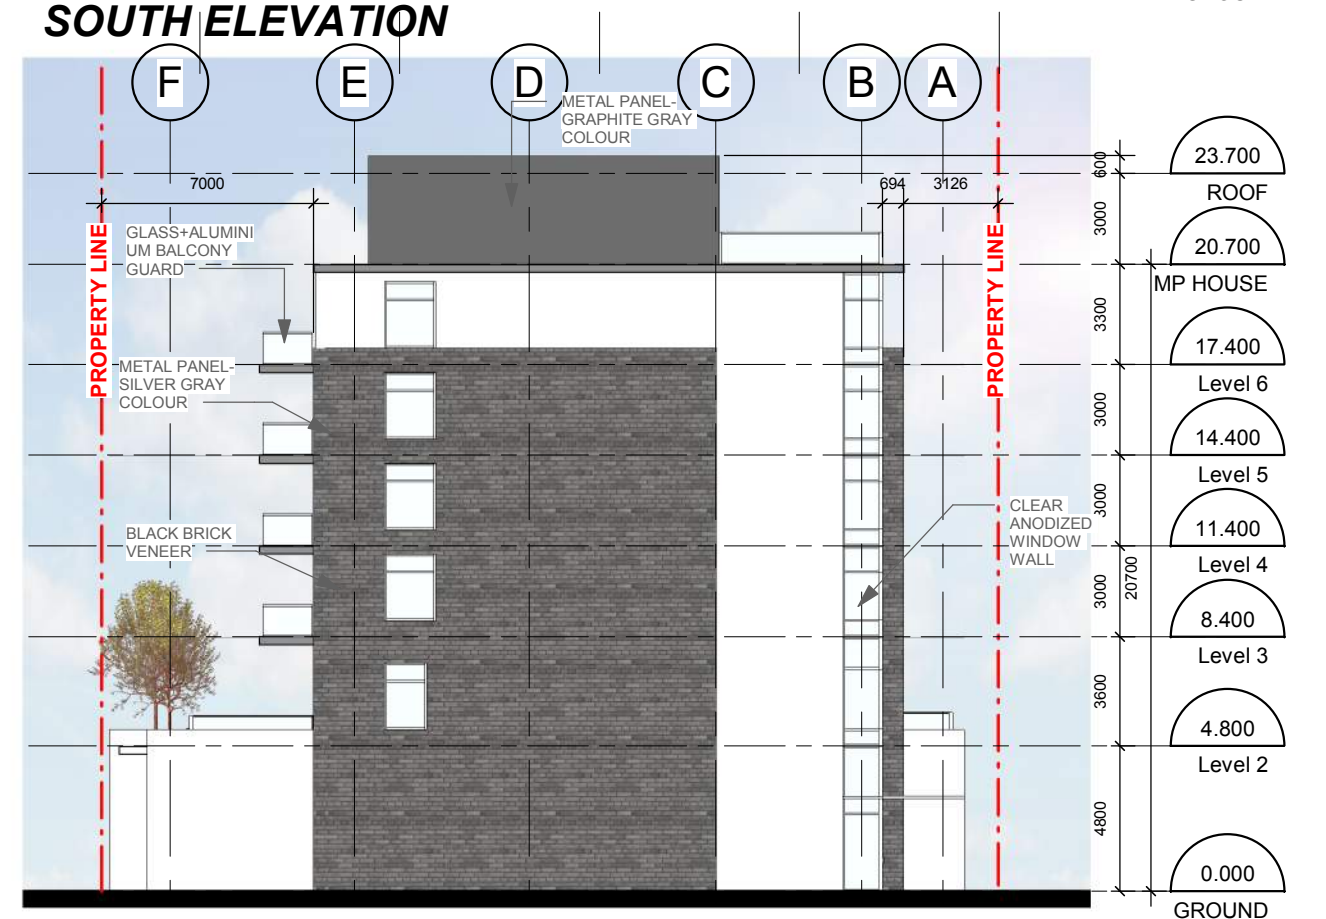 SOUTH ELEVATION
F
E
D
C
B
A
METAL PANEL-
GRAPHITE GRAY
COLOUR
7000
694
3126
GLASS+ALUMINI
UM BALCONY
GUARD
PROPERTY LINE
PROPERTY LINE
METAL PANEL-
SILVER GRAY
COLOUR
BLACK BRICK
VENEER
CLEAR
ANODIZED
WINDOW
WALL
600
3000
3300
3000
3000
3000
3600
4800
20700
23.700
ROOF
20.700
MP HOUSE
17.400
Level 6
14.400
Level 5
11.400
Level 4
8.400
Level 3
4.800
Level 2
0.000
GROUND